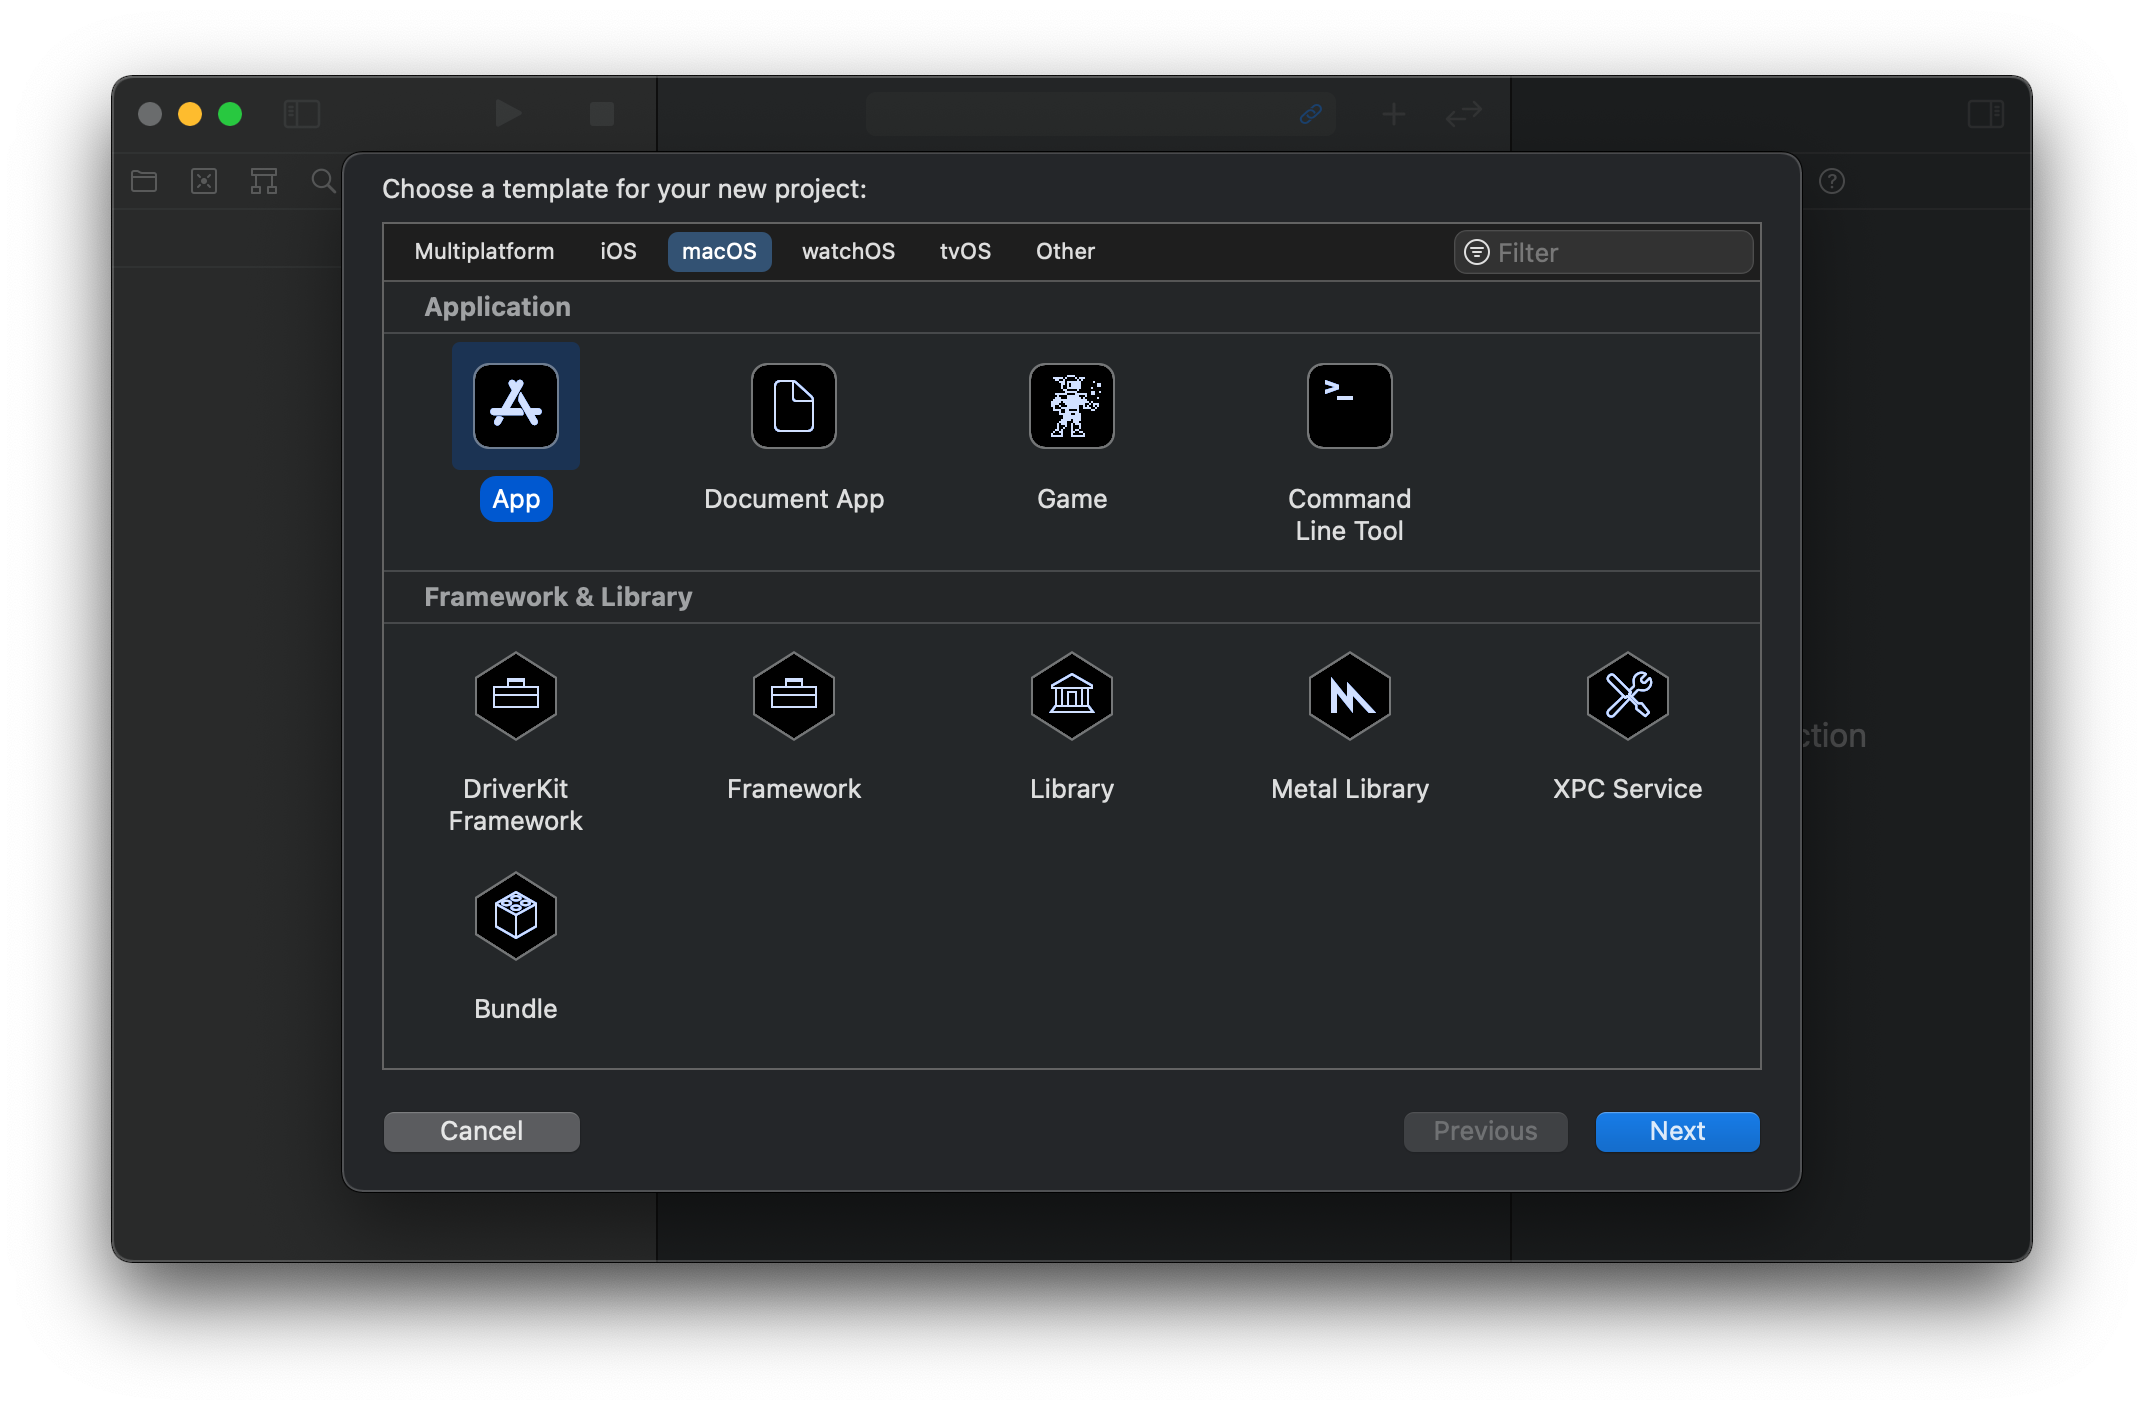 Choose a template for your new project:
Multiplatform iOS macOS watchOS tvOS Other Filter
Application
App Document App Game Command
Line Tool
Framework & Library
DriverKit Framework Library Metal Library XPC Service
Framework
Bundle
Cancel Previous Next
ction